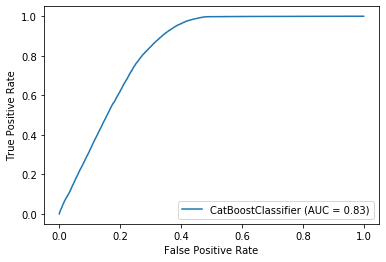 1.0
0.8
0.6
0.4
0.2
0.0
True Positive Rate
CatBoostClassifier (AUC = 0.83)
0.0 0.2 0.4 0.6 0.8 1.0
False Positive Rate